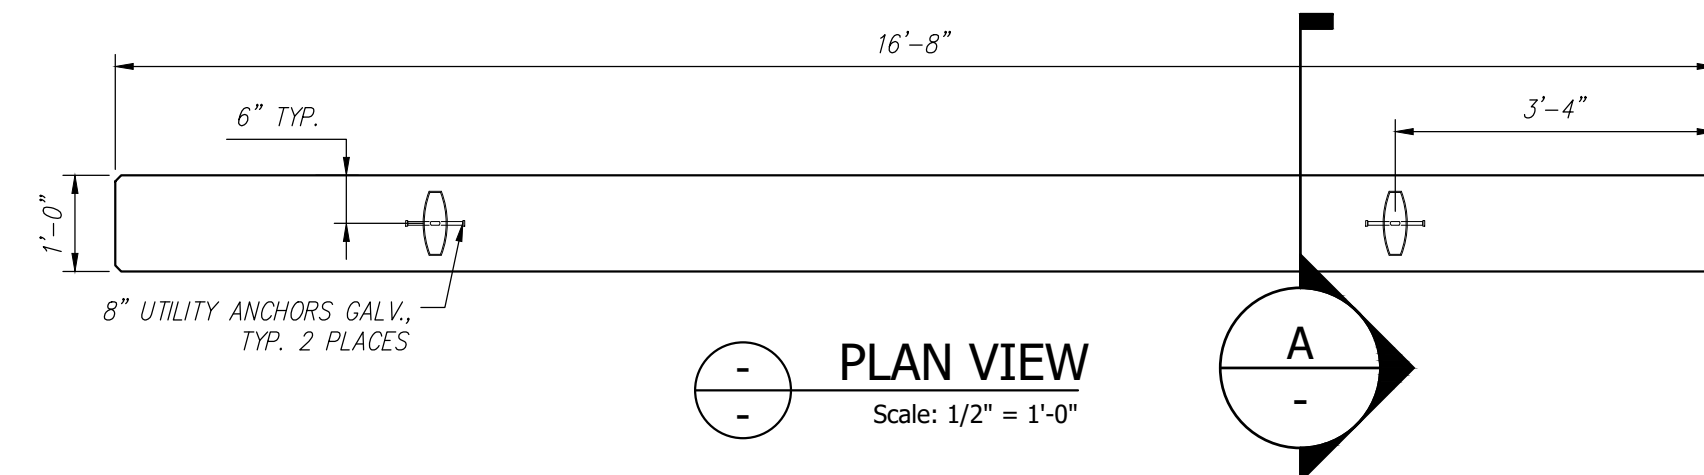 16’-8”
3’-4”
6” TYP.
1’-0”
8” UTILITY ANCHORS GALV.,
TYP. 2 PLACES
-
-
PLAN VIEW
Scale: 1/2" = 1'-0"
A
-